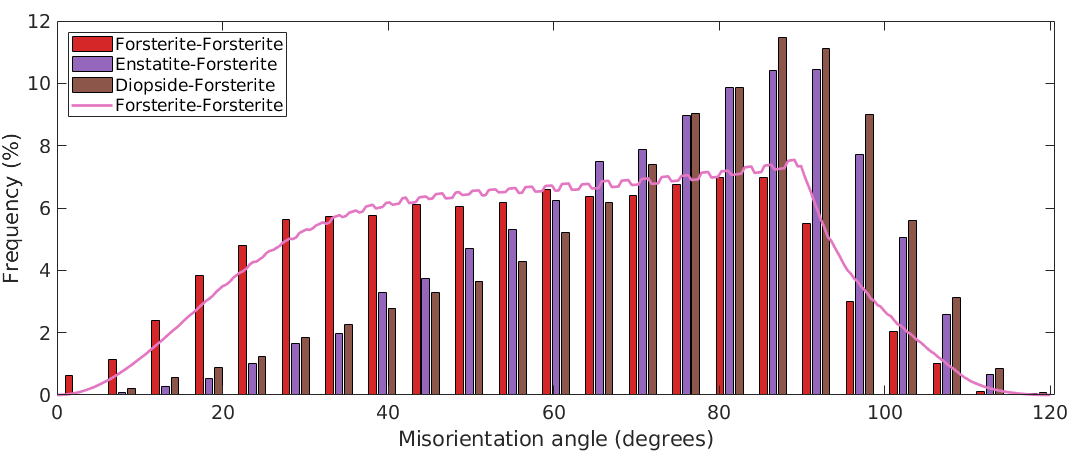 12
10
8
6
4
2
0
Frequency (%)
Forsterite-Forsterite
Enstatite-Forsterite
Diopside-Forsterite
Forsterite-Forsterite
0 20 40 60 80 100 120
Misorientation angle (degrees)